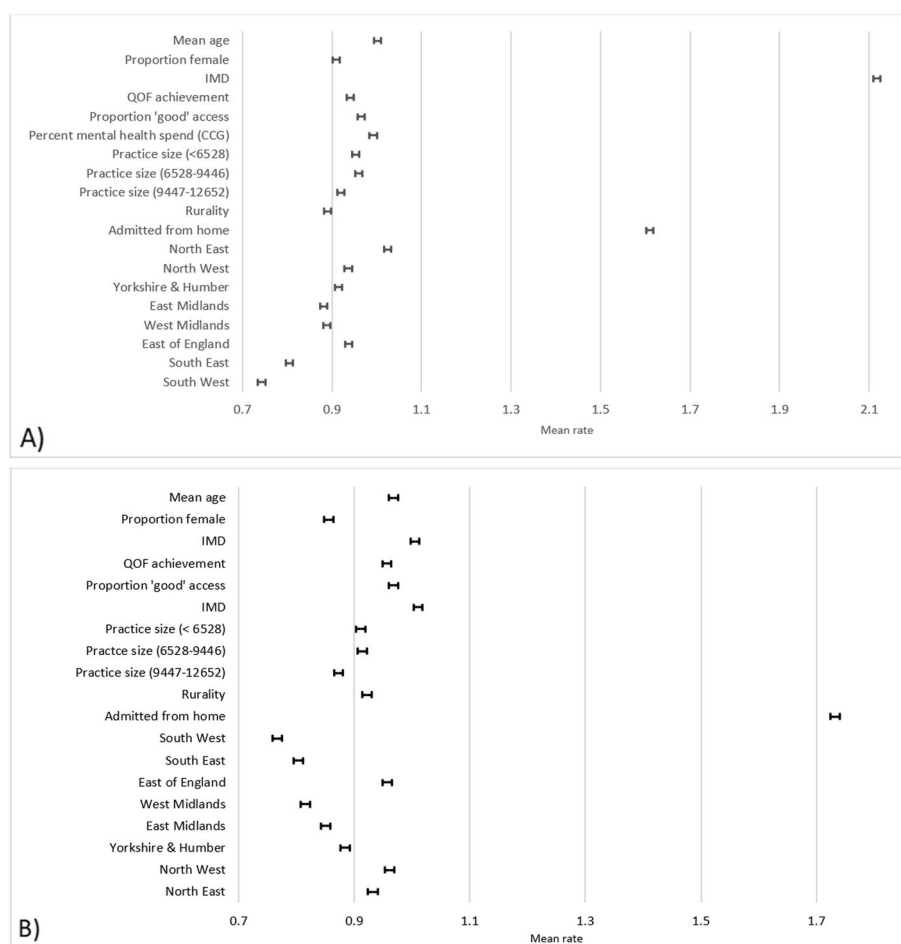 Mean age
Proportion female
IMD
QOF achievement
Proportion 'good' access
Percent mental health spend (CCG)
Practice size (<6528)
Practice size (6528-9446)
Practice size (9447-12652)
Rurality
Admitted from home
North East
North West
Yorkshire & Humber
East Midlands
West Midlands
East of England
South East
South West
0.7 0.9 1.1 1.3 1.5 1.7 1.9 2.1
Mean rate
A)
Mean age
Proportion female
IMD
QOF achievement
Proportion 'good' access
IMD
Practice size (< 6528)
Practce size (6528-9446)
Practice size (9447-12652)
Rurality
Admitted from home
South West
South East
East of England
West Midlands
East Midlands
Yorkshire & Humber
North West
North East
0.7 0.9 1.1 1.3 1.5 1.7
Mean rate
B)